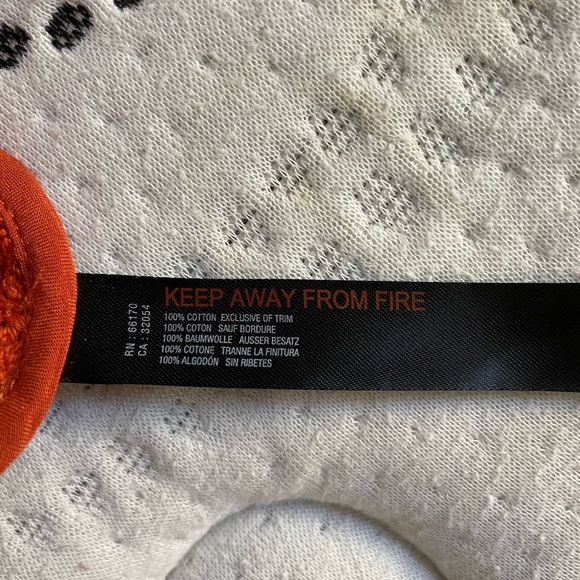 RN : 66170
CA : 32054
KEEP AWAY FROM FIRE
100% COTTON EXCLUSIVE OF TRIM
100% COTON SAUF BORDURE
100% BAUMWOLLE AUSSER BESATZ
100% COTONE TRANNE LA FINITURA
100% ALGODÓN SIN RIBETES